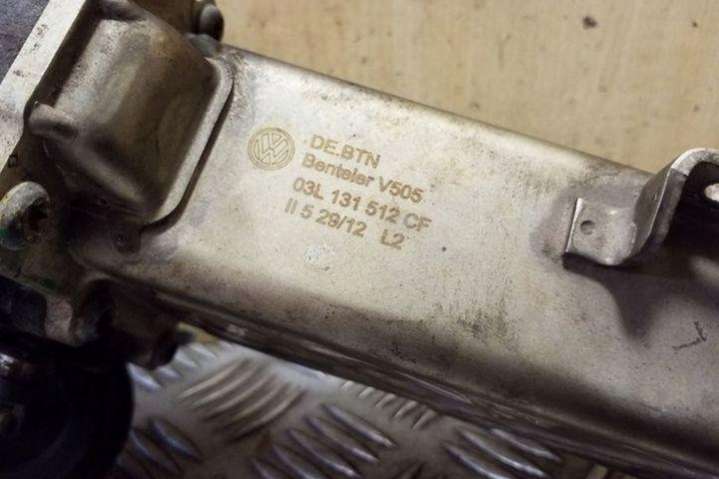 DE.BTN
Benteler V505
03L 131 512 CF
II 5 29/12 L2